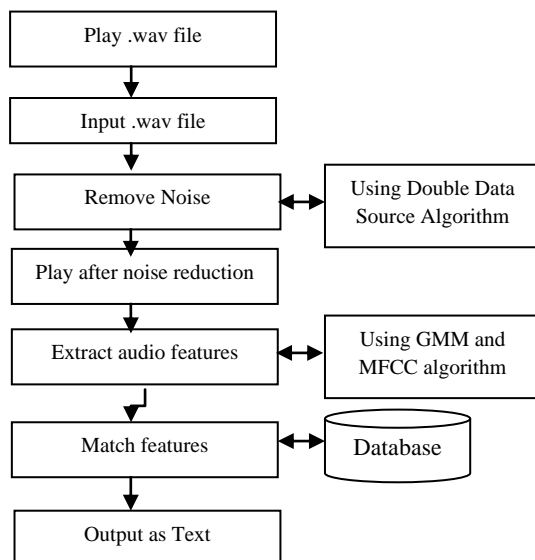 Play .wav file
Input .wav file
Remove Noise
Using Double Data
Source Algorithm
Play after noise reduction
Extract audio features
Using GMM and
MFCC algorithm
Match features
Database
Output as Text